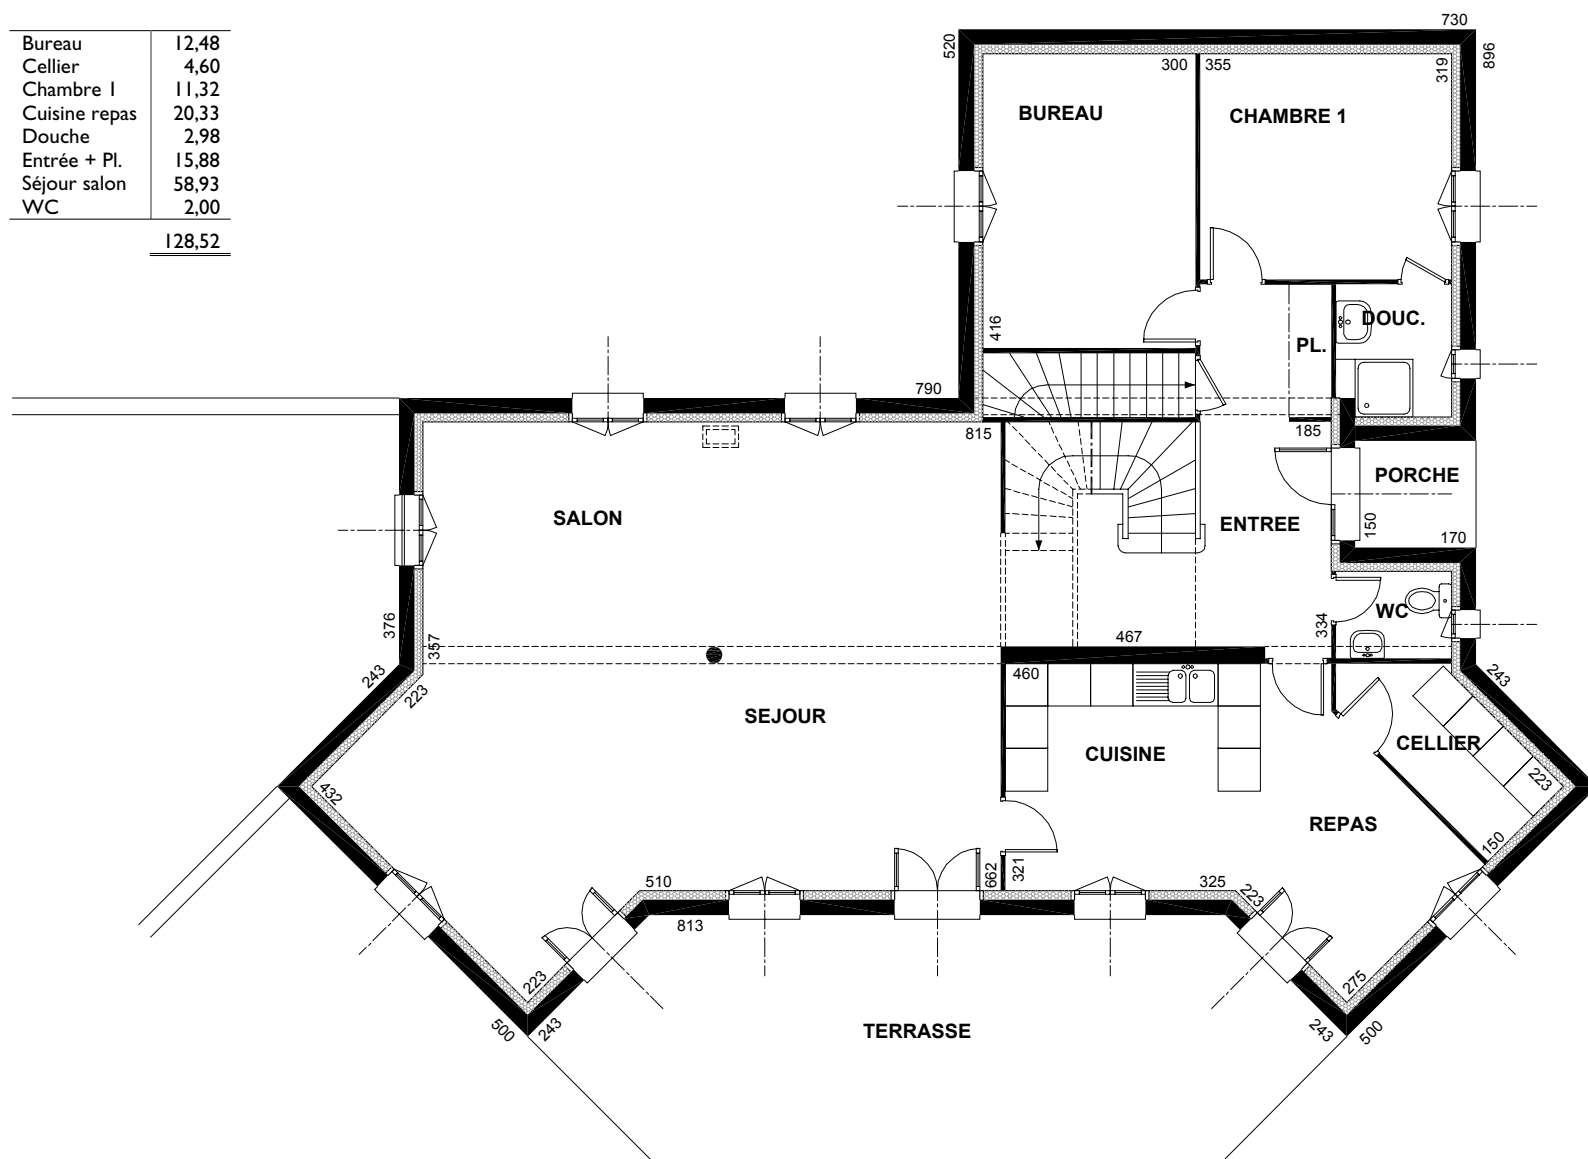 Bureau 12,48
Cellier 4,60
Chambre 1 11,32
Cuisine repas 20,33
Douche 2,98
Entrée + Pl. 15,88
Séjour salon 58,93
WC 2,00
128,52
730
520
896
300 355
319
BUREAU
CHAMBRE 1
416
DOUC.
PL.
790
815
185
PORCHE
SALON
ENTREE
150
170
376
357
467
334
WC
243
223
460
243
SEJOUR
CUISINE
CELLIER
432
223
REPAS
150
510
662
321
325
223
813
223
275
500
243
243
500
TERRASSE